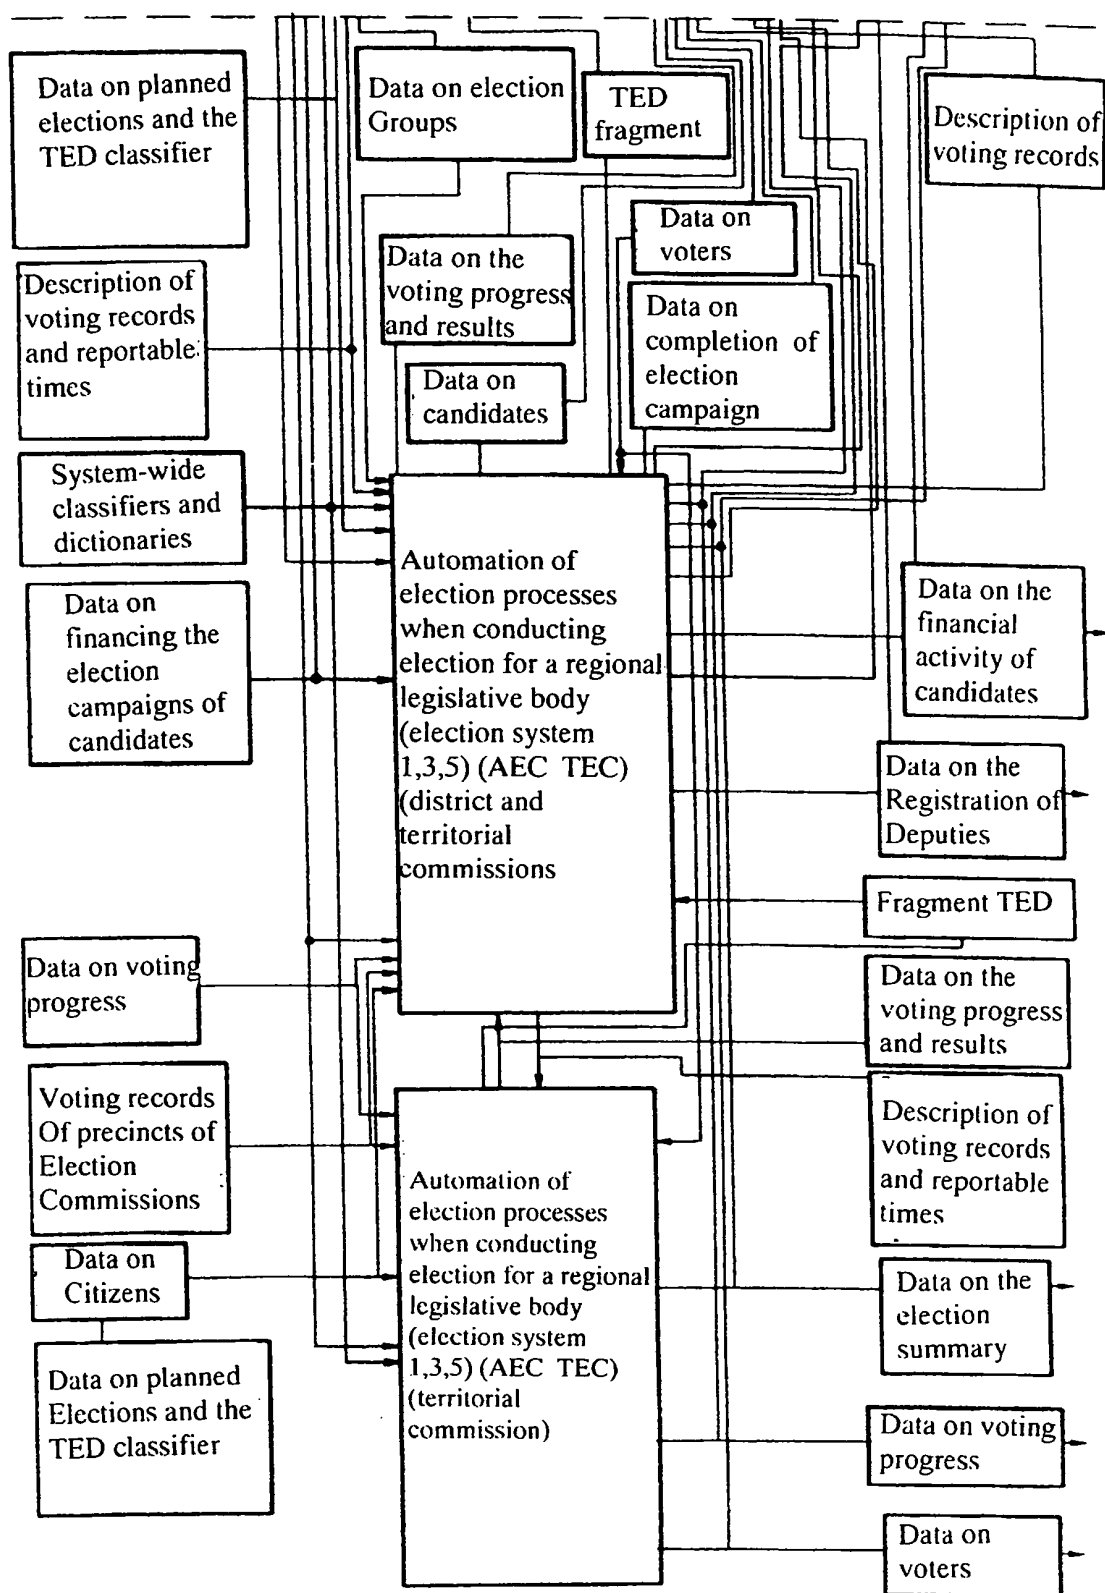 Data on planned
elections and the
TED classifier
Data on election
Groups
TED
fragment
Description of
voting records
Data on
voters
Data on the
voting progress
and results
Description of
voting records
and reportable
times
Data on
completion of
election
campaign
Data on
candidates
System-wide
classifiers and
dictionaries
Data on
financing the
election
campaigns of
candidates
Automation of
election processes
when conducting
election for a regional
legislative body
(election system
1,3,5) (AEC TEC)
(district and
territorial
commissions
Data on the
financial
activity of
candidates
Data on the
Registration of
Deputies
Fragment TED
Data on voting
progress
Data on the
voting progress
and results
Voting records
Of precincts of
Election
Commissions
Description of
voting records
and reportable
times
Automation of
election processes
when conducting
election for a regional
legislative body
(election system
1,3,5) (AEC TEC)
(territorial
commission)
Data on
Citizens
Data on the
election
summary
Data on planned
Elections and the
TED classifier
Data on voting
progress
Data on
voters